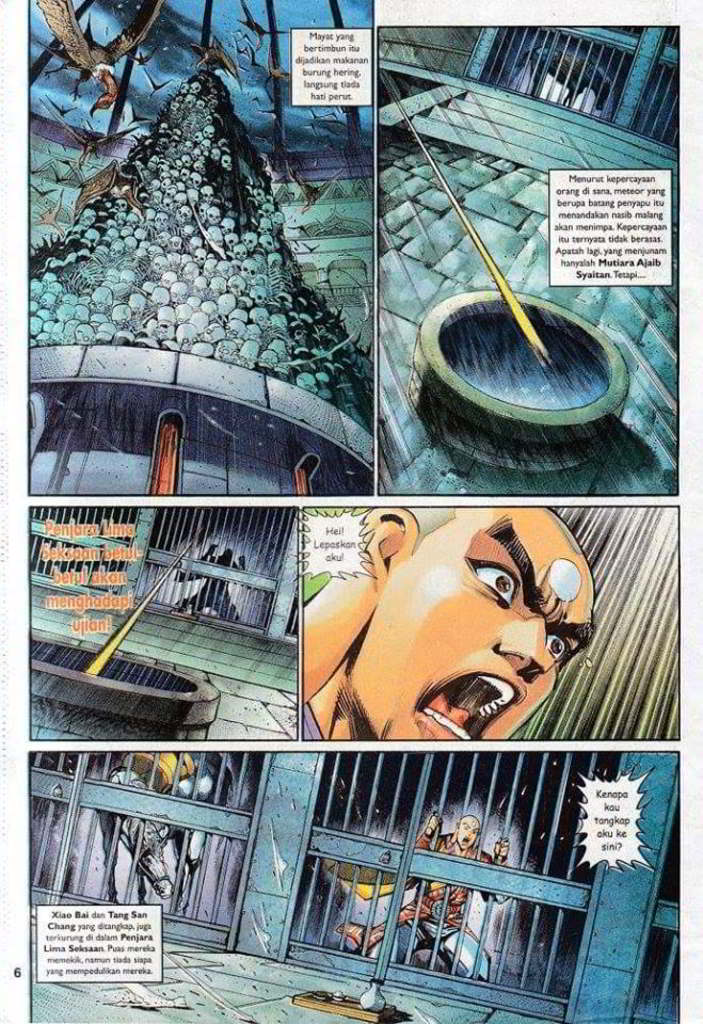 Mayat yang
bertimbun itu
dijadikan makanan
burung hering,
langsung tiada
hati perut.
Menurut kepercayaan
orang di sana, meteor yang
berupa batang penyapu itu
menandakan nasib malang
akan menimpa. Kepercayaan
itu ternyata tidak berasas.
Apatah lagi, yang menjunam
hanyalah Mutiara Ajaib
Syaitan. Tetapi....
Penjara Lima
Seksaan betul-
betul akan
menghadapi
ujian!
Hei!
Lepaskan
aku!
Kenapa
kau
tangkap
aku ke
sini?
Xiao Bai dan Tang San
Chang yang ditangkap, juga
terkurung di dalam Penjara
Lima Seksaan. Puas mereka
memekik, namun tiada siapa
yang mempedulikan mereka.
6